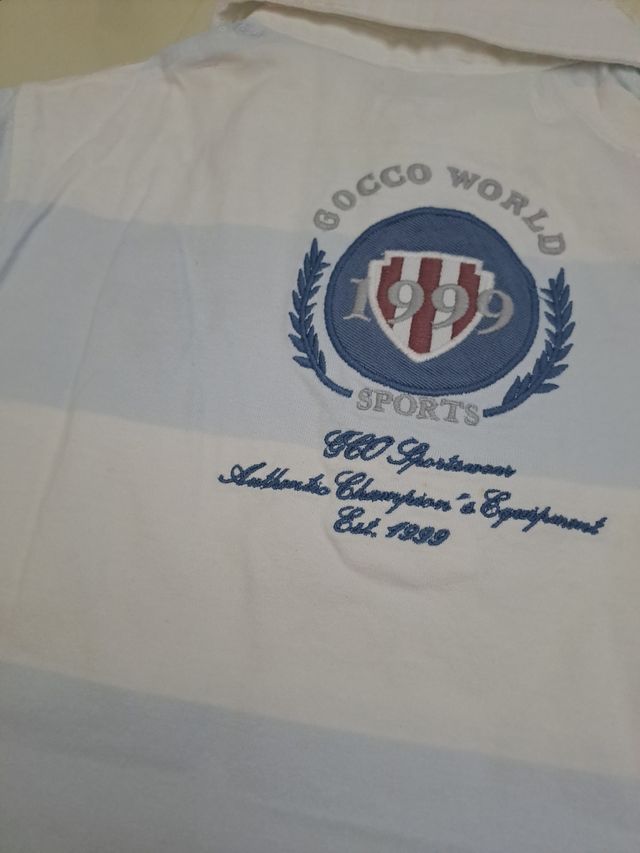 GOCCO WORLD
1999
SPORTS
GCO Sportswear
Authentic Champion's Equipment
Est. 1999